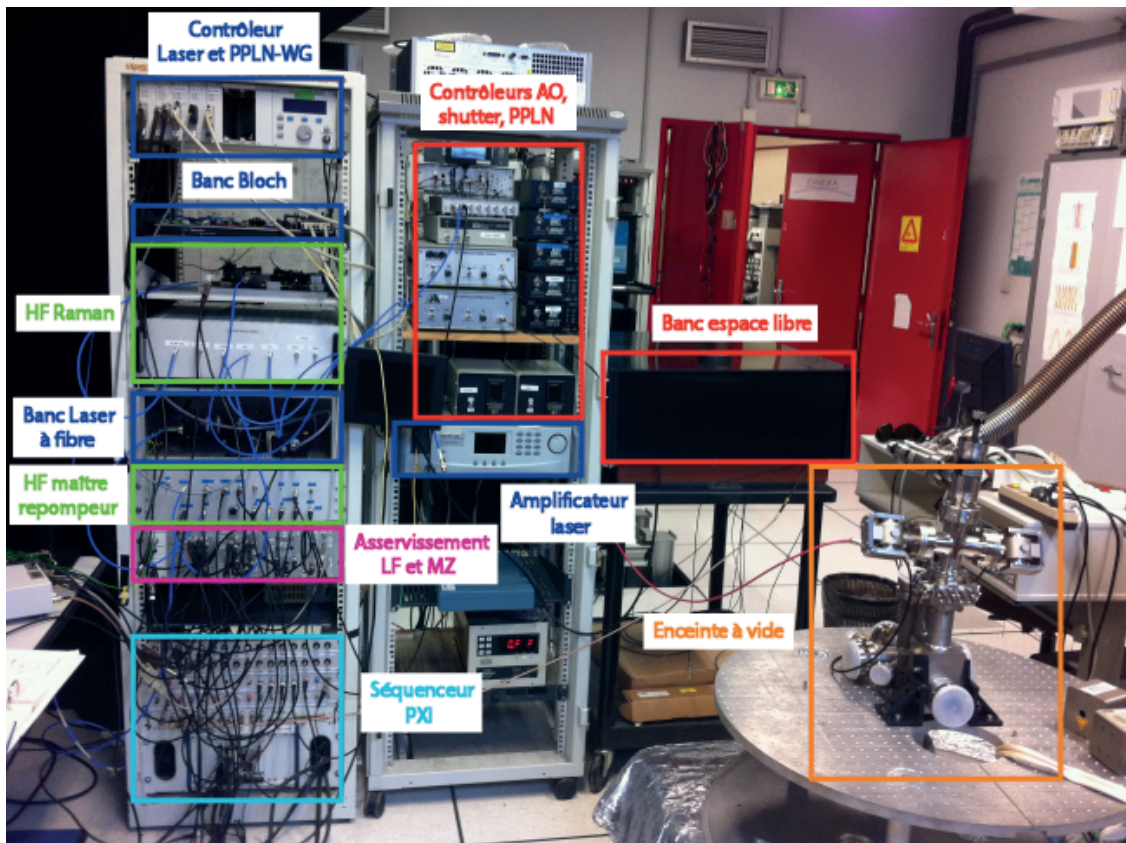 Contrôleur
Laser et PPLN-WG
Contrôleurs AO,
shutter, PPLN
Banc Bloch
ONERA
HF Raman
Banc espace libre
Banc Laser
à fibre
HF maître
repompeur
Amplificateur
laser
Asservissement
LF et MZ
Enceinte à vide
Séquenceur
PXI